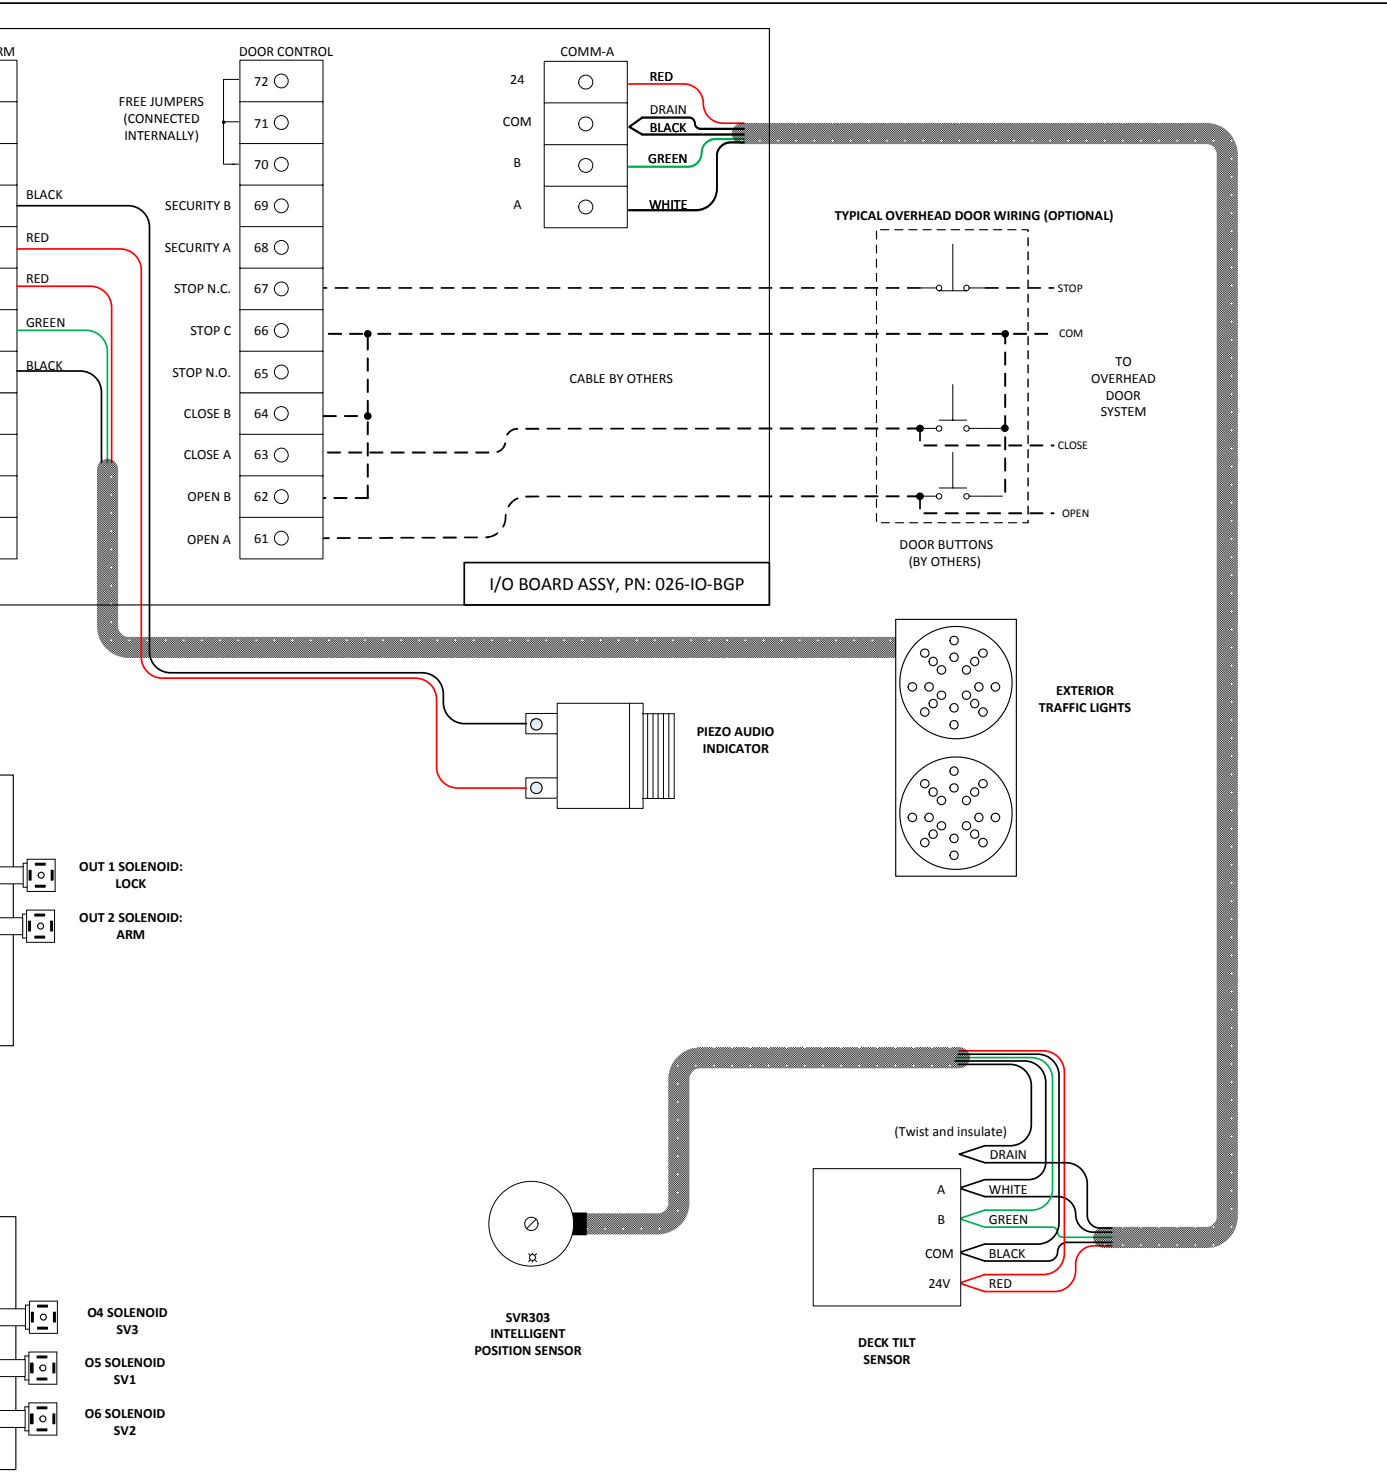 RM
DOOR CONTROL
COMM-A
FREE JUMPERS
(CONNECTED
INTERNALLY)
72
71
70
SECURITY B 69
SECURITY A 68
STOP N.C. 67
STOP C 66
STOP N.O. 65
CLOSE B 64
CLOSE A 63
OPEN B 62
OPEN A 61
24 RED
COM DRAIN
BLACK
B GREEN
A WHITE
BLACK
RED
RED
GREEN
BLACK
TYPICAL OVERHEAD DOOR WIRING (OPTIONAL)
STOP
COM
CLOSE
OPEN
TO
OVERHEAD
DOOR
SYSTEM
CABLE BY OTHERS
DOOR BUTTONS
(BY OTHERS)
I/O BOARD ASSY, PN: 026-IO-BGP
EXTERIOR
TRAFFIC LIGHTS
PIEZO AUDIO
INDICATOR
OUT 1 SOLENOID:
LOCK
OUT 2 SOLENOID:
ARM
(Twist and insulate)
DRAIN
A WHITE
B GREEN
COM BLACK
24V RED
SVR303
INTELLIGENT
POSITION SENSOR
DECK TILT
SENSOR
O4 SOLENOID
SV3
O5 SOLENOID
SV1
O6 SOLENOID
SV2